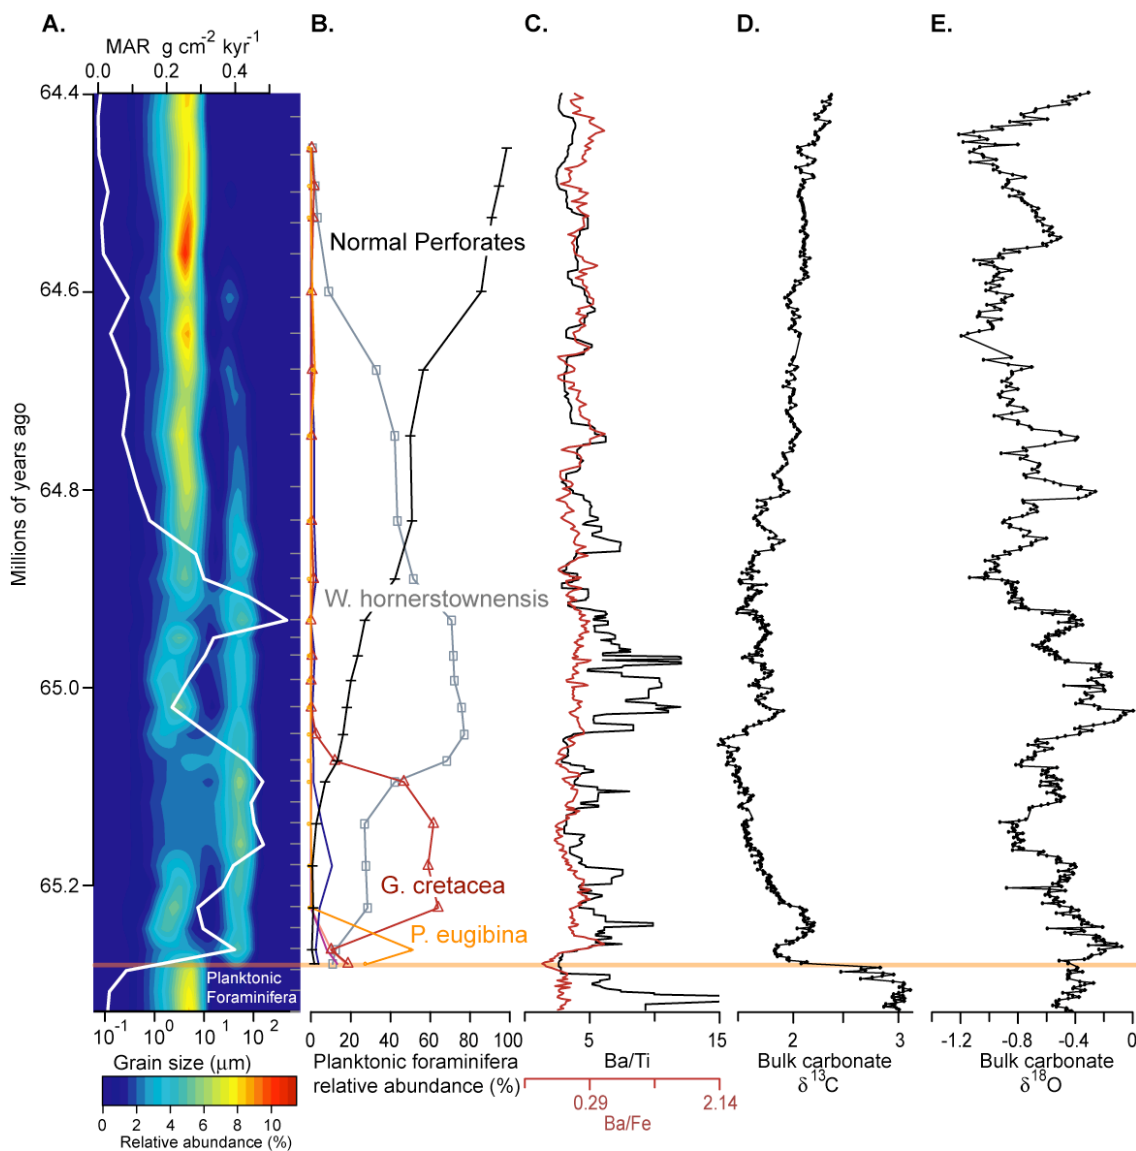 A.
B.
C.
D.
E.
MAR g cm-2 kyr-1
0.0 0.2 0.4
64.4
64.6
64.8
65.0
65.2
Millions of years ago
Normal Perforates
W. hornerstownensis
G. cretacea
P. eugibina
Planktonic
Foraminifera
10-1 100 101 102
Grain size (μm)
0 2 4 6 8 10
Relative abundance (%)
0 20 40 60 80 100
Planktonic foraminifera
relative abundance (%)
5 15
Ba/Ti
0.29 2.14
Ba/Fe
2 3
Bulk carbonate
δ13C
-1.2 -0.8 -0.4 0
Bulk carbonate
δ18O